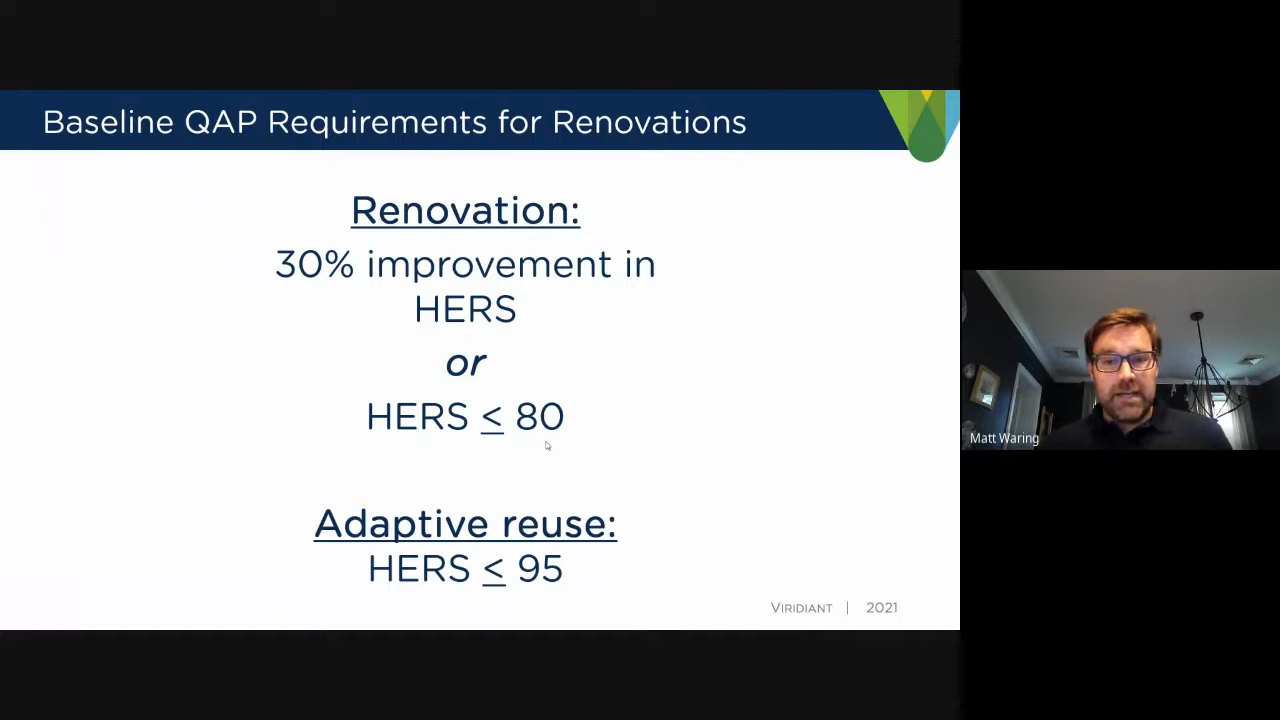 Baseline QAP Requirements for Renovations
Renovation:
30% improvement in
HERS
or
HERS < 80
Adaptive reuse:
HERS < 95
VIRIDIANT | 2021
Matt Waring